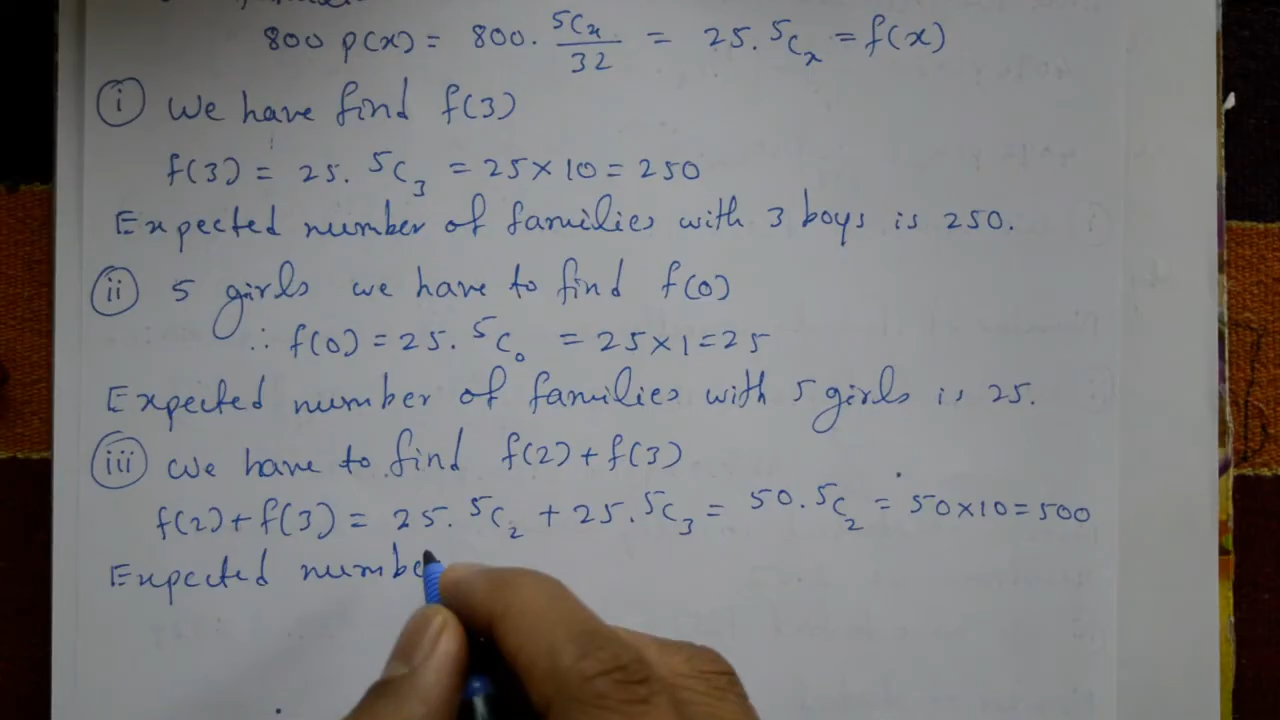 800 p(x) = 800. ⁵Cₓ/32 = 25. ⁵Cₓ = f(x)
(i) We have find f(3)
f(3) = 25. ⁵C₃ = 25×10 = 250
Expected number of families with 3 boys is 250.
(ii) 5 girls we have to find f(0)
∴ f(0) = 25. ⁵C₀ = 25×1 = 25
Expected number of families with 5 girls is 25.
(iii) we have to find f(2) + f(3)
f(2) + f(3) = 25. ⁵C₂ + 25. ⁵C₃ = 50. ⁵C₂ = 50×10 = 500
Expected numbe